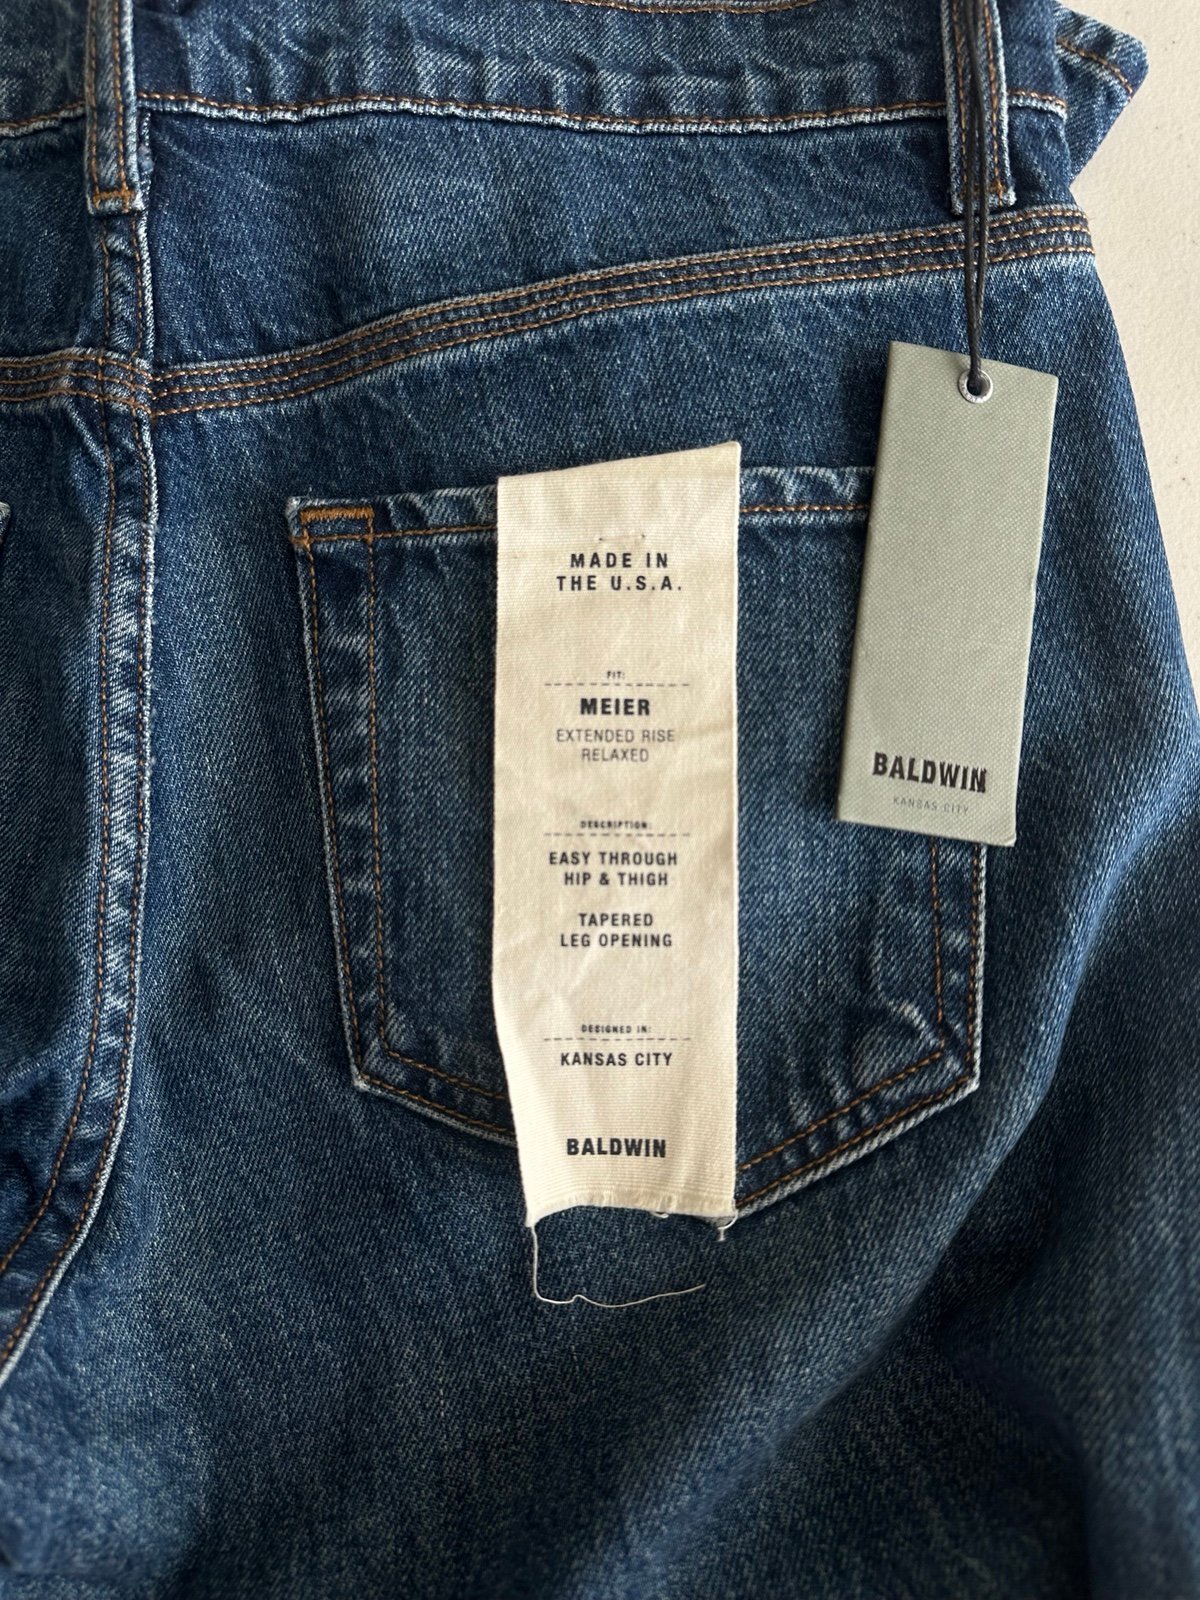 MADE IN
THE U.S.A.
FIT:
MEIER
EXTENDED RISE
RELAXED
DESCRIPTION:
EASY THROUGH
HIP & THIGH
TAPERED
LEG OPENING
DESIGNED IN:
KANSAS CITY
BALDWIN
BALDWIN
KANSAS CITY